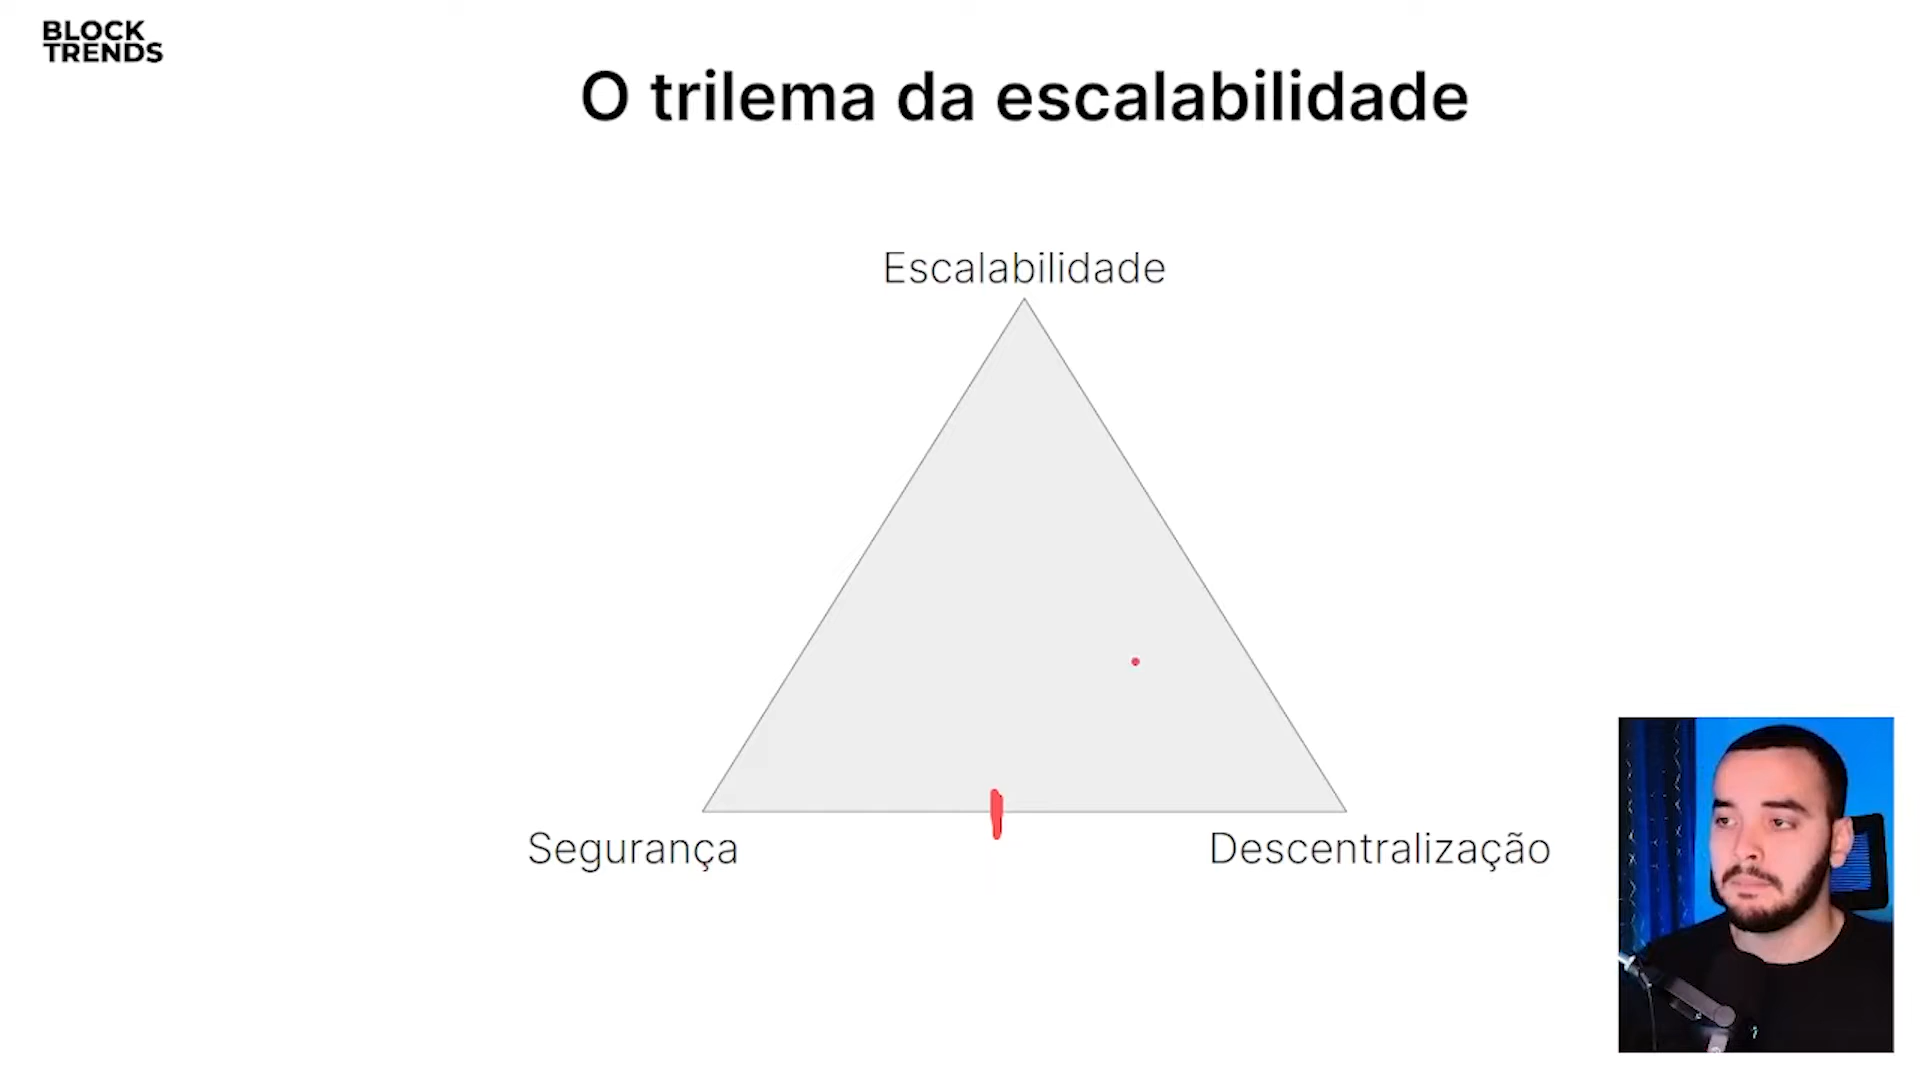 BLOCK
TRENDS
O trilema da escalabilidade
Escalabilidade
Segurança
Descentralização